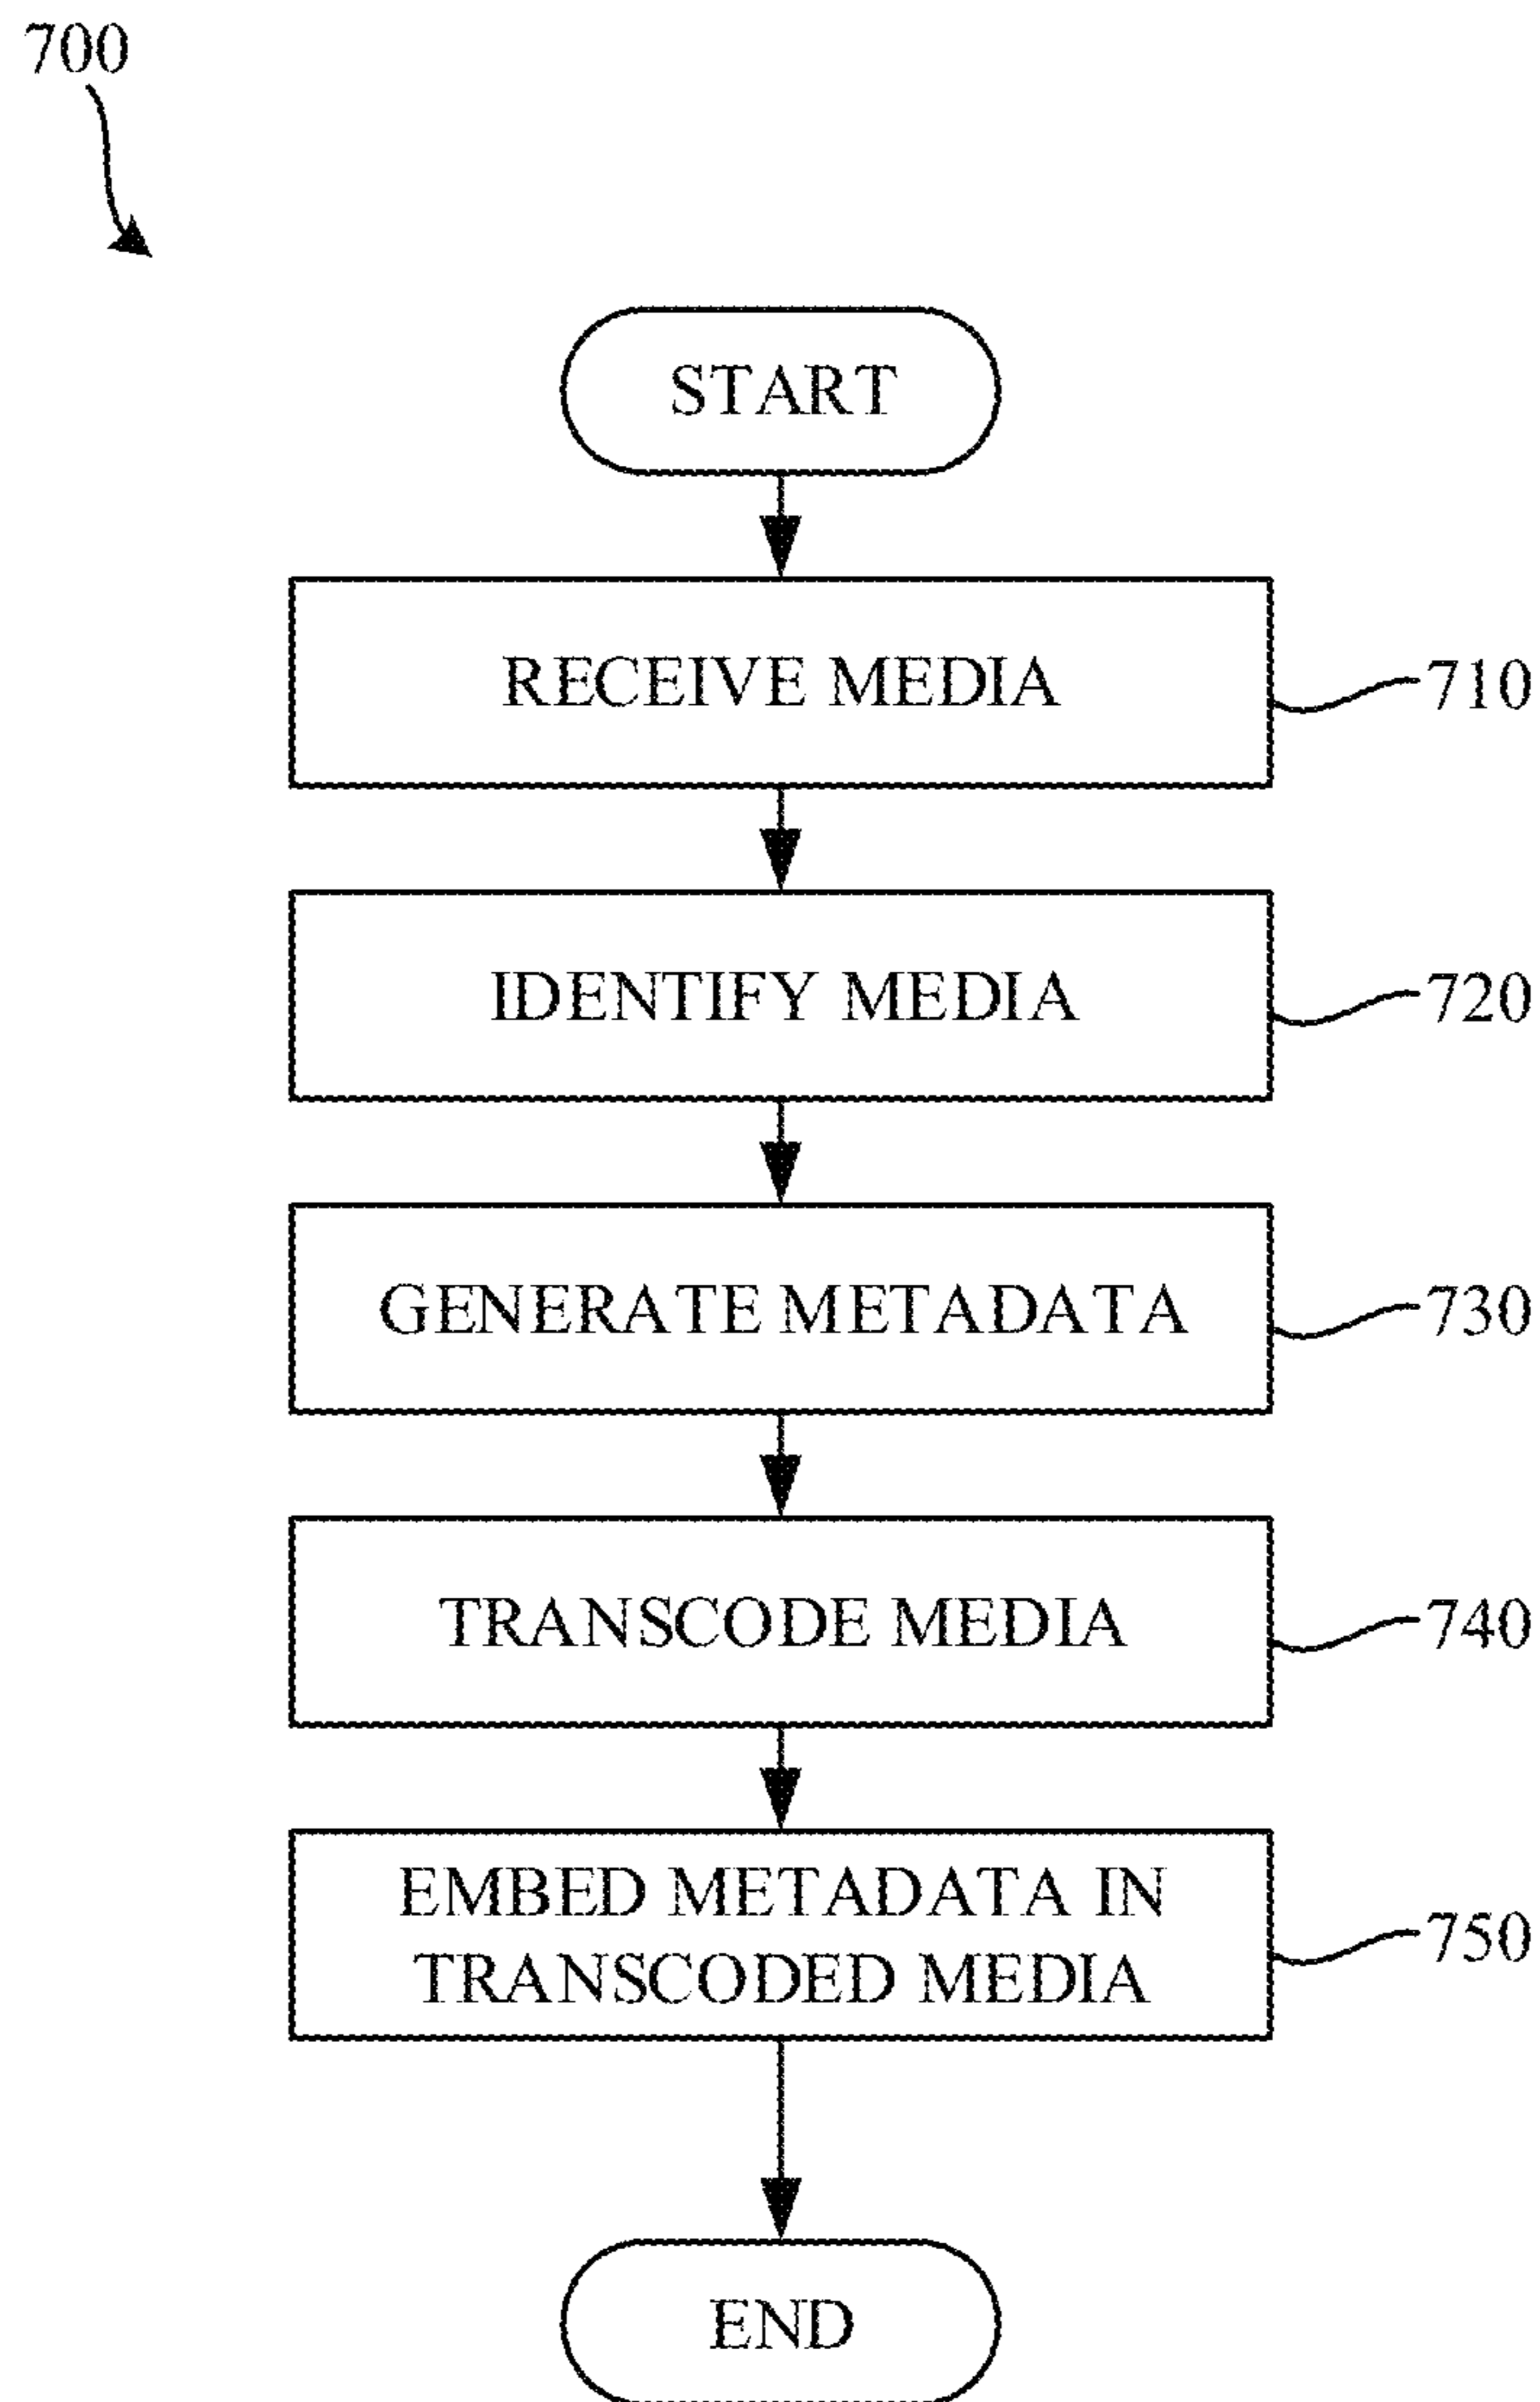 700
START
RECEIVE MEDIA
710
IDENTIFY MEDIA
720
GENERATE METADATA
730
TRANSCODE MEDIA
740
EMBED METADATA IN
TRANSCODED MEDIA
750
END